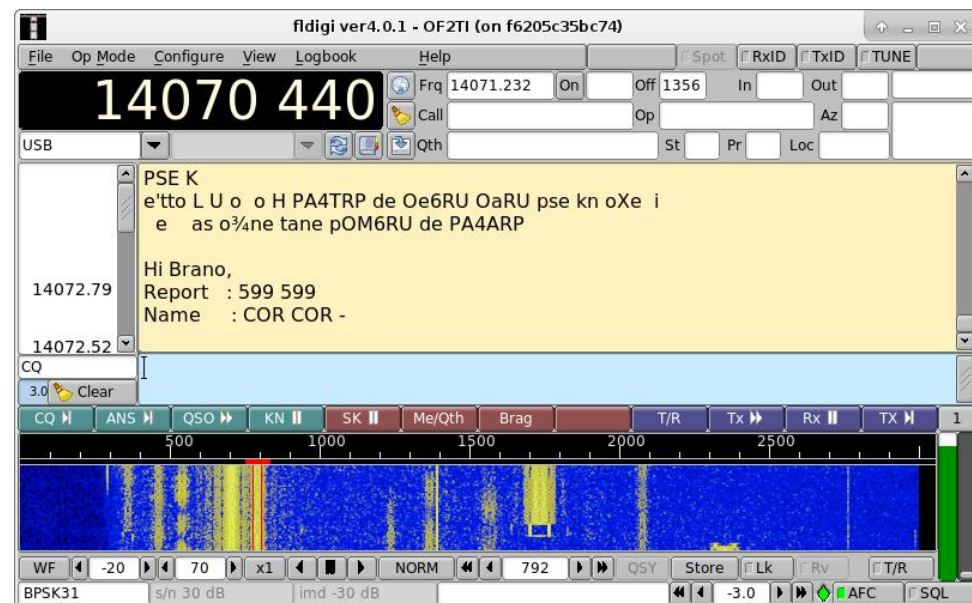 fldigi ver4.0.1 - OF2TI (on f6205c35bc74)
File Op Mode Configure View Logbook Help Spot RxID TxID TUNE
14070 440 Frq 14071.232 On Off 1356 In Out
Call Op Az
USB Qth St Pr Loc
PSE K
e'tto L U o o H PA4TRP de Oe6RU OaRU pse kn oXe i
e as o¾ne tane pOM6RU de PA4ARP
Hi Brano,
14072.79 Report : 599 599
Name : COR COR -
14072.52
CQ
3.0 Clear
CQ ANS QSO KN SK Me/Qth Brag T/R Tx Rx TX 1
500 1000 1500 2000 2500
WF -20 70 x1 NORM 792 QSY Store Lk Rv T/R
BPSK31 s/n 30 dB imd -30 dB -3.0 AFC SQL